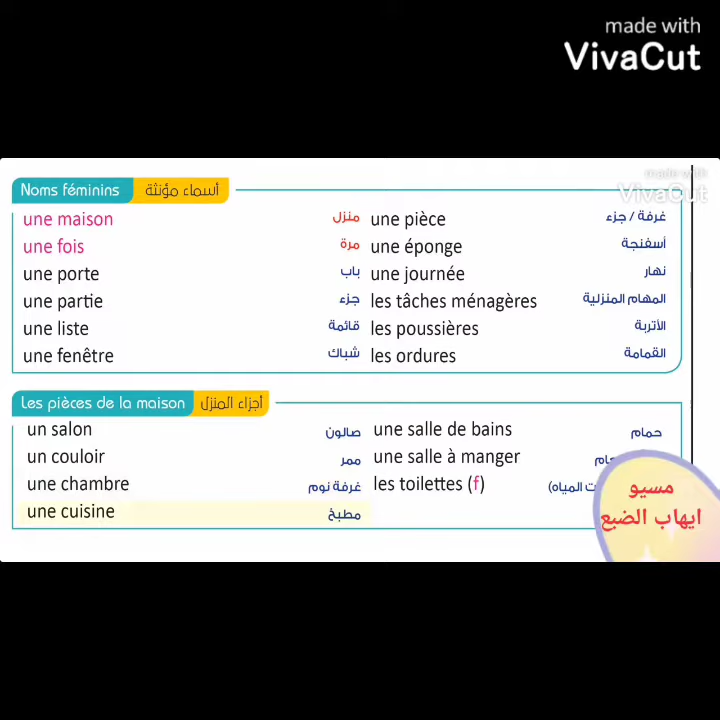 made with
VivaCut
made with
VivaCut
Noms féminins أسماء مؤنثة
une maison منزل
une fois مرة
une porte باب
une partie جزء
une liste قائمة
une fenêtre شباك
une pièce غرفة / جزء
une éponge أسفنجة
une journée نهار
les tâches ménagères المهام المنزلية
les poussières الأتربة
les ordures القمامة
Les pièces de la maison أجزاء المنزل
un salon صالون
un couloir ممر
une chambre غرفة نوم
une cuisine مطبخ
une salle de bains حمام
une salle à manger
les toilettes (f) المياه)
مسيو
ايهاب الضبع